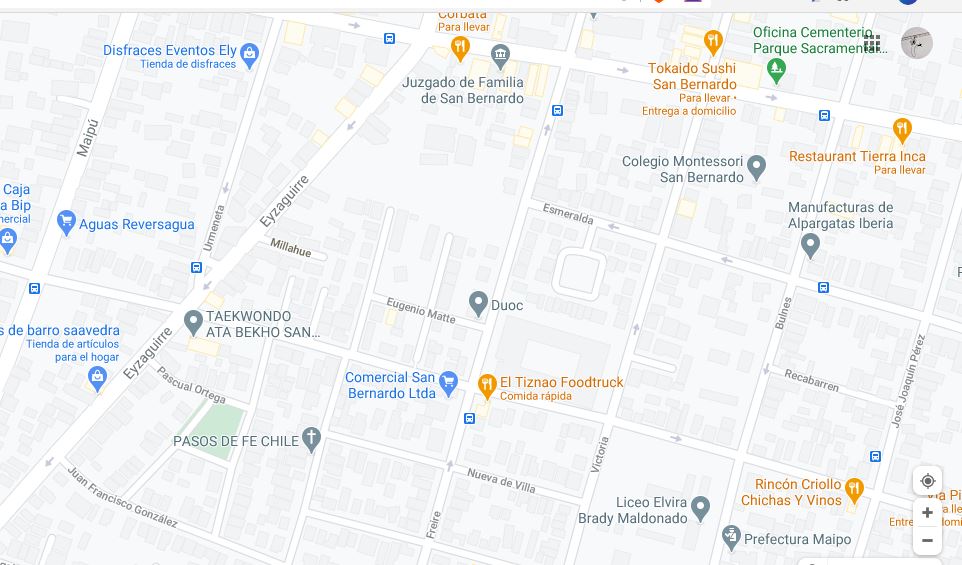 Corbata
Para llevar
Disfraces Eventos Ely
Tienda de disfraces
Juzgado de Familia
de San Bernardo
Oficina Cementerio
Parque Sacramental...
Tokaido Sushi
San Bernardo
Para llevar •
Entrega a domicilio
Restaurant Tierra Inca
Para llevar
Maipú
Colegio Montessori
San Bernardo
Eyzaguirre
Caja
a Bip
mercial
Aguas Reversagua
Urmeneta
Millahue
Esmeralda
Manufacturas de
Alpargatas Iberia
TAEKWONDO
ATA BEKHO SAN...
Eugenio Matte
Duoc
Bulnes
s de barro saavedra
Tienda de artículos
para el hogar
Eyzaguirre
Pascual Ortega
Comercial San
Bernardo Ltda
El Tiznao Foodtruck
Comida rápida
José Joaquín Pérez
Recabarren
PASOS DE FE CHILE
Victoria
Juan Francisco González
Nueva de Villa
Freire
Liceo Elvira
Brady Maldonado
Rincón Criollo
Chichas Y Vinos
Prefectura Maipo